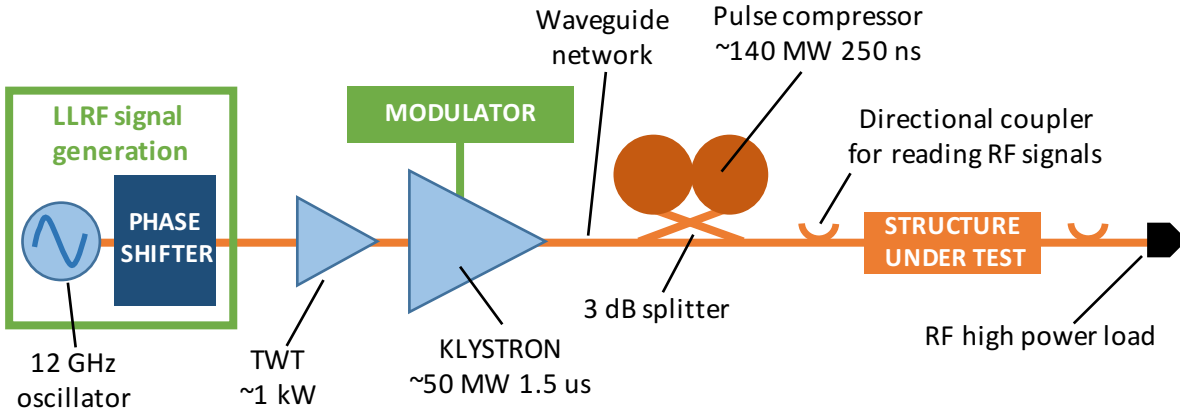 Waveguide
network
Pulse compressor
~140 MW 250 ns
LLRF signal
generation
MODULATOR
Directional coupler
for reading RF signals
PHASE
SHIFTER
STRUCTURE
UNDER TEST
3 dB splitter
RF high power load
12 GHz
oscillator
TWT
~1 kW
KLYSTRON
~50 MW 1.5 us